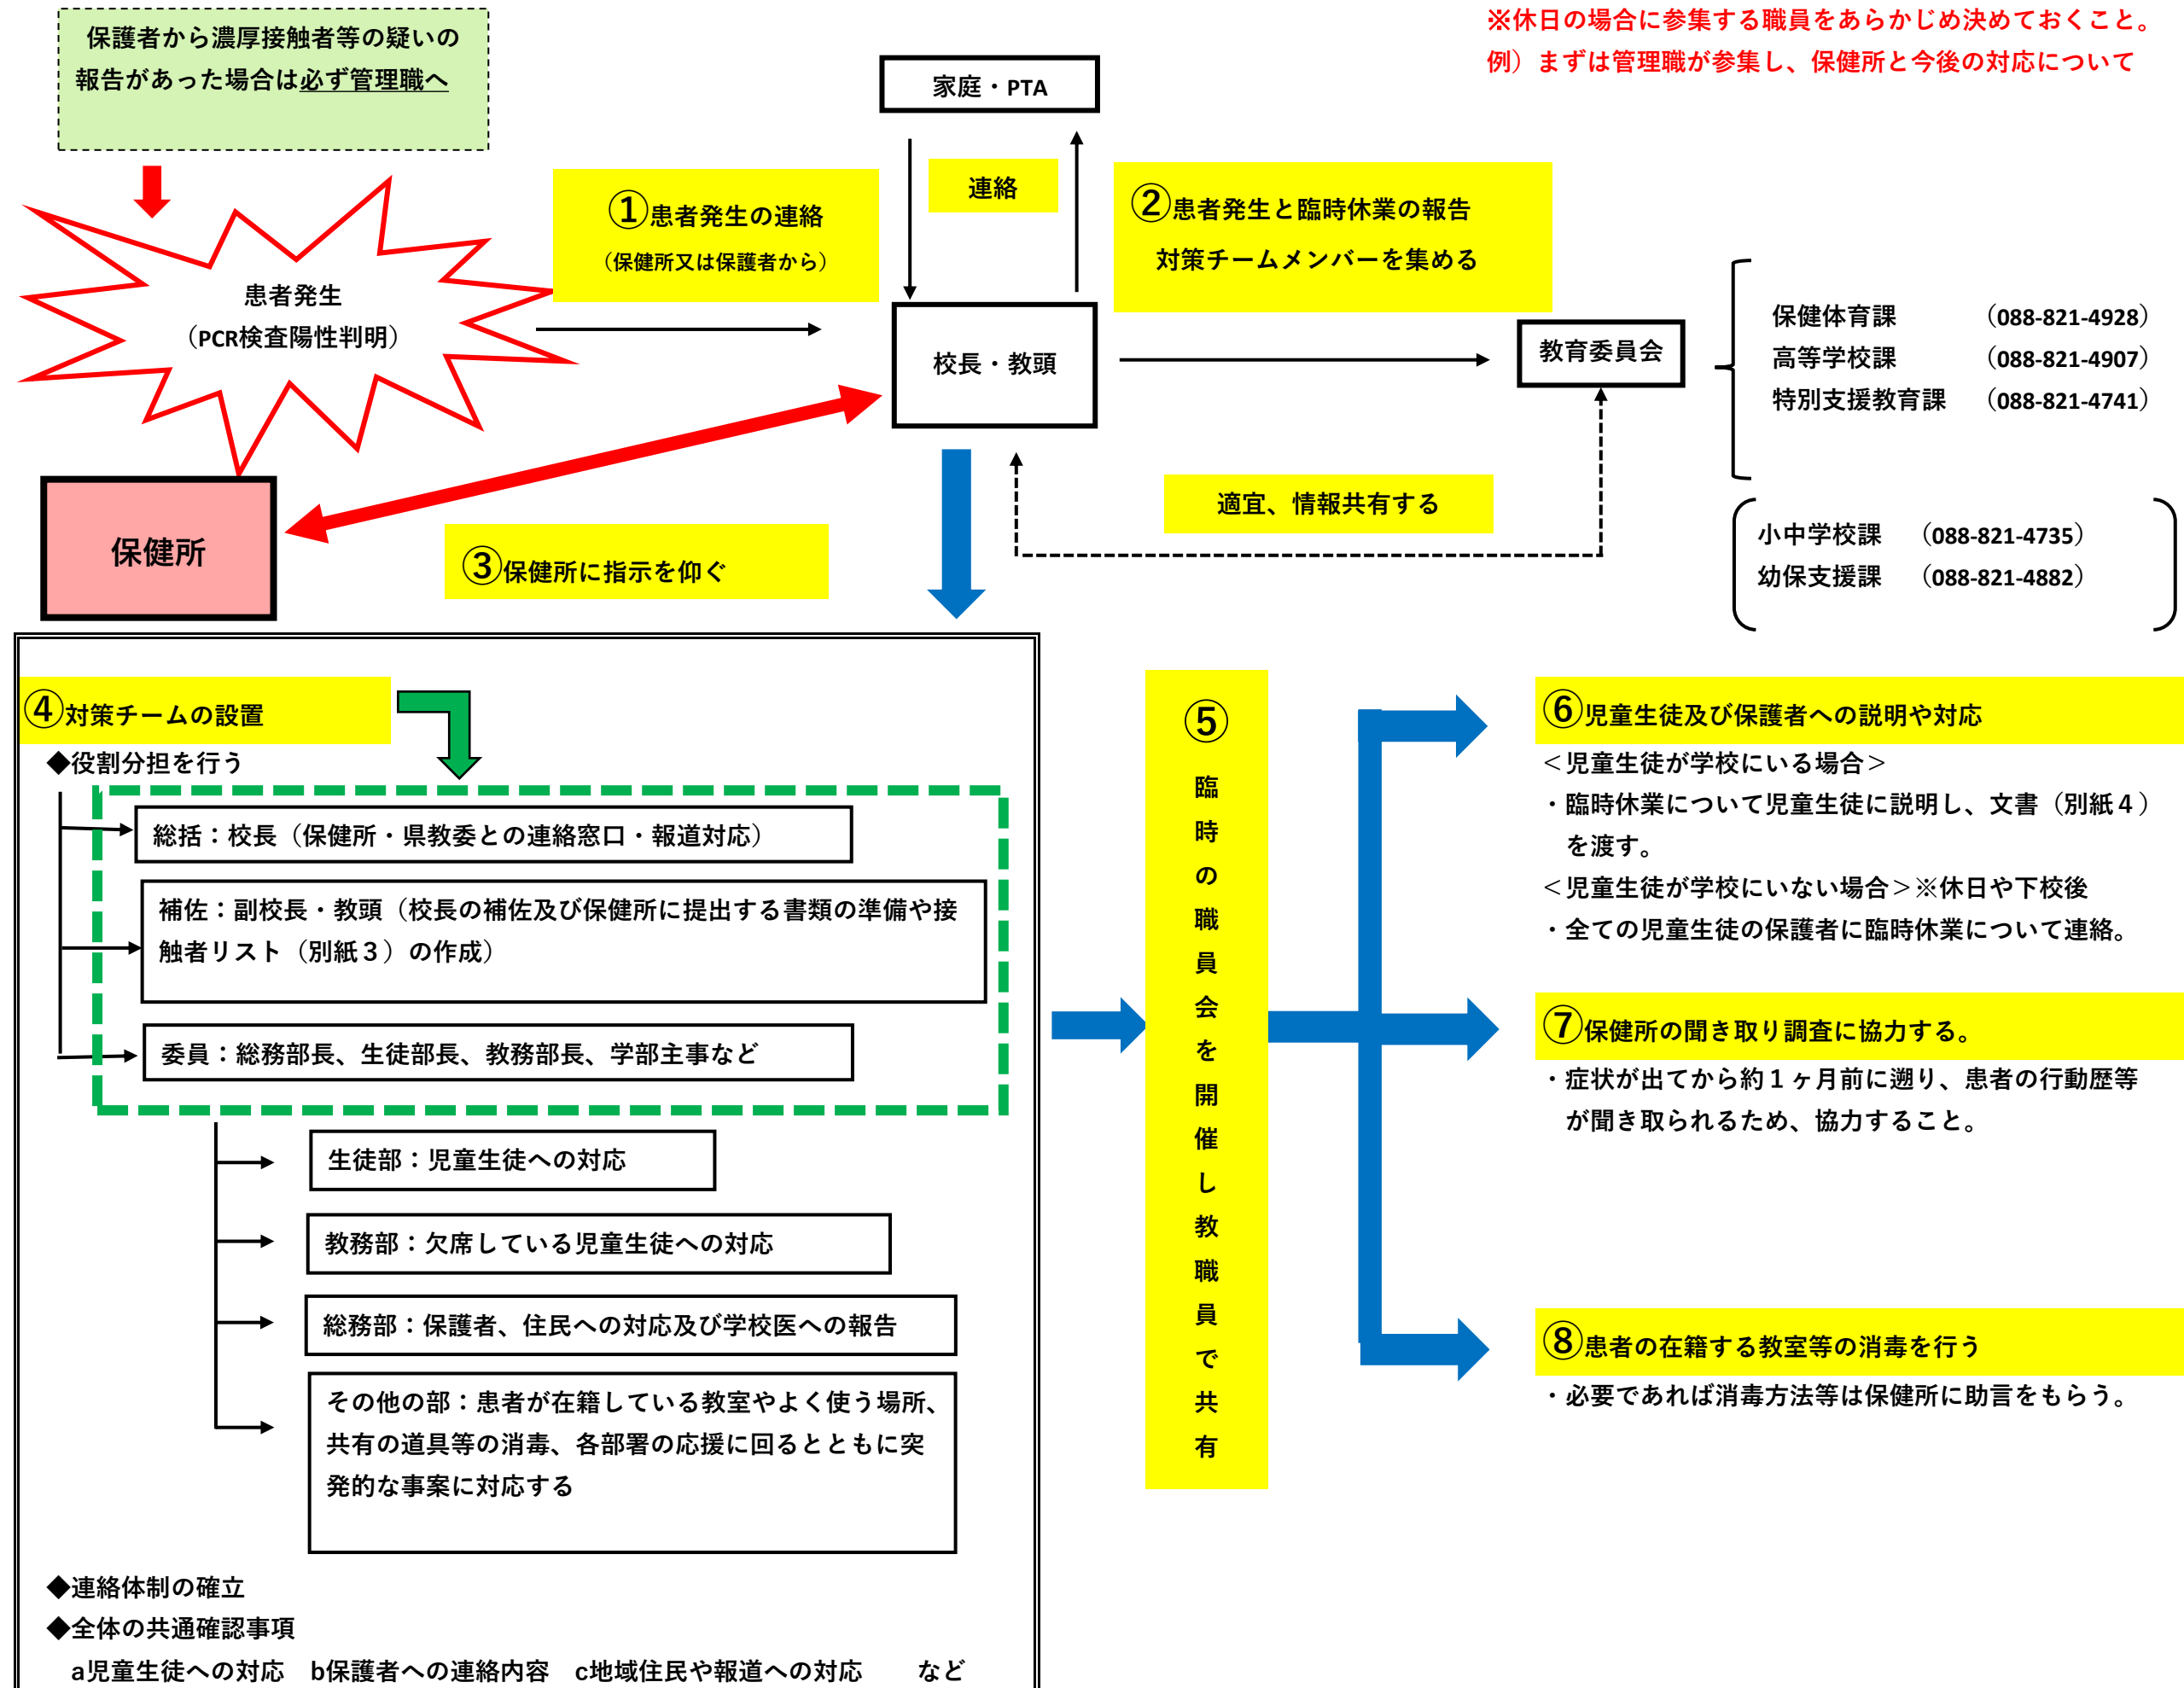 保護者から濃厚接触者等の疑いの
報告があった場合は必ず管理職へ
※休日の場合に参集する職員をあらかじめ決めておくこと。
例）まずは管理職が参集し、保健所と今後の対応について
家庭・PTA
連絡
①患者発生の連絡
（保健所又は保護者から）
②患者発生と臨時休業の報告
対策チームメンバーを集める
患者発生
（PCR検査陽性判明）
校長・教頭
教育委員会
保健体育課　（088-821-4928）
高等学校課　（088-821-4907）
特別支援教育課　（088-821-4741）
適宜、情報共有する
小中学校課　（088-821-4735）
幼保支援課　（088-821-4882）
保健所
③保健所に指示を仰ぐ
④対策チームの設置
◆役割分担を行う
総括：校長（保健所・県教委との連絡窓口・報道対応）
補佐：副校長・教頭（校長の補佐及び保健所に提出する書類の準備や接
触者リスト（別紙３）の作成）
委員：総務部長、生徒部長、教務部長、学部主事など
生徒部：児童生徒への対応
教務部：欠席している児童生徒への対応
総務部：保護者、住民への対応及び学校医への報告
その他の部：患者が在籍している教室やよく使う場所、
共有の道具等の消毒、各部署の応援に回るとともに突
発的な事案に対応する
◆連絡体制の確立
◆全体の共通確認事項
a児童生徒への対応　b保護者への連絡内容　c地域住民や報道への対応　　など
⑤臨時の職員会を開催し教職員で共有
⑥児童生徒及び保護者への説明や対応
＜児童生徒が学校にいる場合＞
・臨時休業について児童生徒に説明し、文書（別紙４）
を渡す。
＜児童生徒が学校にいない場合＞※休日や下校後
・全ての児童生徒の保護者に臨時休業について連絡。
⑦保健所の聞き取り調査に協力する。
・症状が出てから約１ヶ月前に遡り、患者の行動歴等
が聞き取られるため、協力すること。
⑧患者の在籍する教室等の消毒を行う
・必要であれば消毒方法等は保健所に助言をもらう。